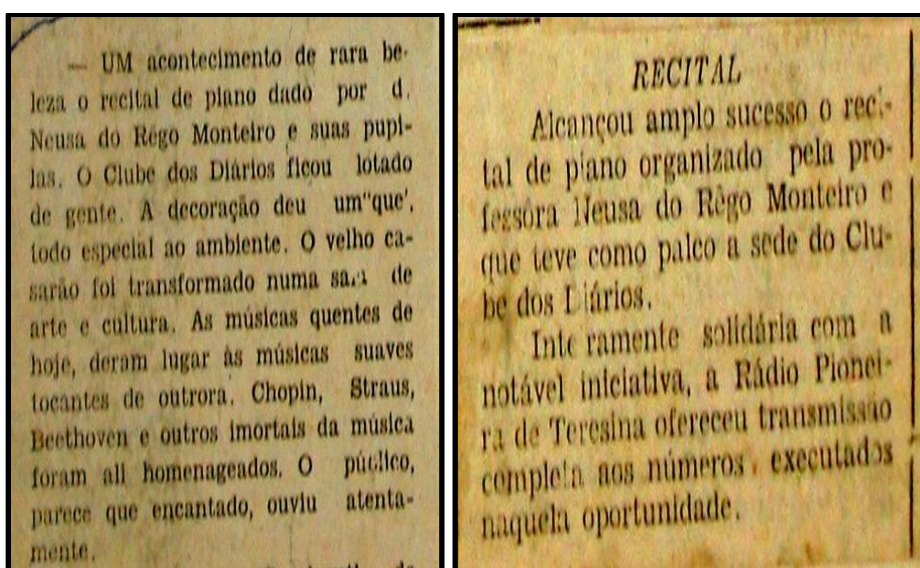 — UM acontecimento de rara be-
leza o recital de piano dado por d.
Neusa do Rêgo Monteiro e suas pupi-
las. O Clube dos Diários ficou lotado
de gente. A decoração deu um "que",
todo especial ao ambiente. O velho ca-
sarão foi transformado numa sala de
arte e cultura. As músicas quentes de
hoje, deram lugar às músicas suaves
tocantes de outrora. Chopin, Straus,
Beethoven e outros imortais da música
foram ali homenageados. O público,
parece que encantado, ouviu atenta-
mente.
RECITAL
Alcançou amplo sucesso o reci-
tal de piano organizado pela pro-
fessôra Neusa do Rêgo Monteiro e
que teve como palco a sede do Clu-
be dos Diários.
Inteiramente solidária com a
notável iniciativa, a Rádio Pionei-
ra de Teresina ofereceu transmissão
completa aos números executados
naquela oportunidade.